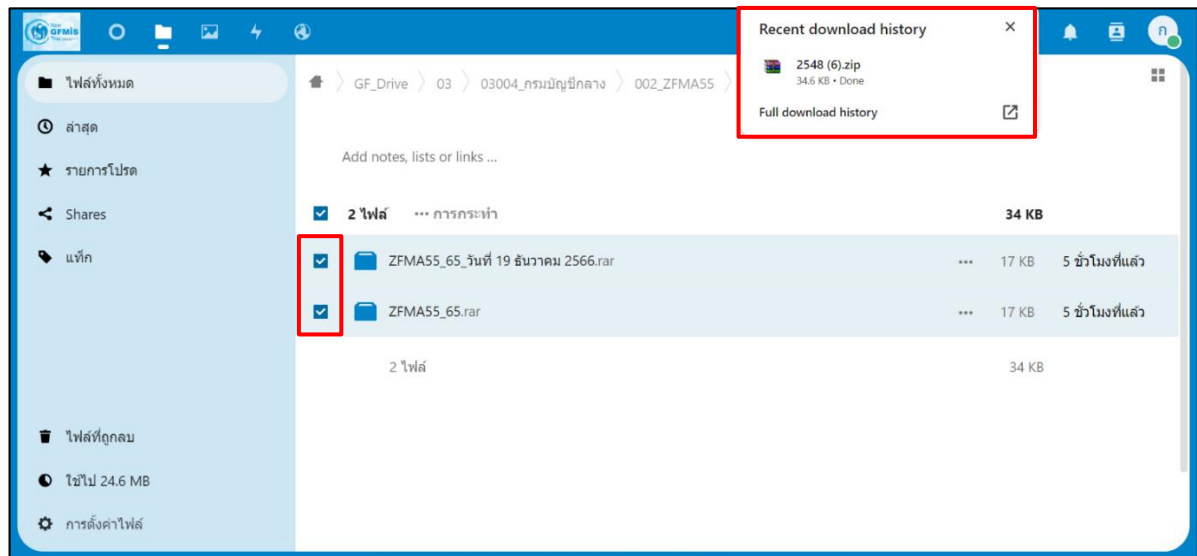 New
GFMIS
Thai
Recent download history
2548 (6).zip
34.6 KB • Done
Full download history
ก
ไฟล์ทั้งหมด
GF_Drive 〉 03 〉 03004_กรมบัญชีกลาง 〉 002_ZFMA55 〉
ล่าสุด
Add notes, lists or links ...
รายการโปรด
Shares
2 ไฟล์ ••• การกระทำ 34 KB
แท็ก
ZFMA55_65_วันที่ 19 ธันวาคม 2566.rar ••• 17 KB 5 ชั่วโมงที่แล้ว
ZFMA55_65.rar ••• 17 KB 5 ชั่วโมงที่แล้ว
2 ไฟล์ 34 KB
ไฟล์ที่ถูกลบ
ใช้ไป 24.6 MB
การตั้งค่าไฟล์